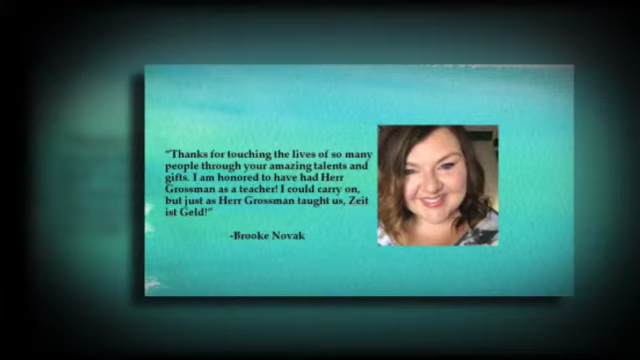 “Thanks for touching the lives of so many
people through your amazing talents and
gifts. I am honored to have had Herr
Grossman as a teacher! I could carry on,
but just as Herr Grossman taught us, Zeit
ist Geld!”
-Brooke Novak